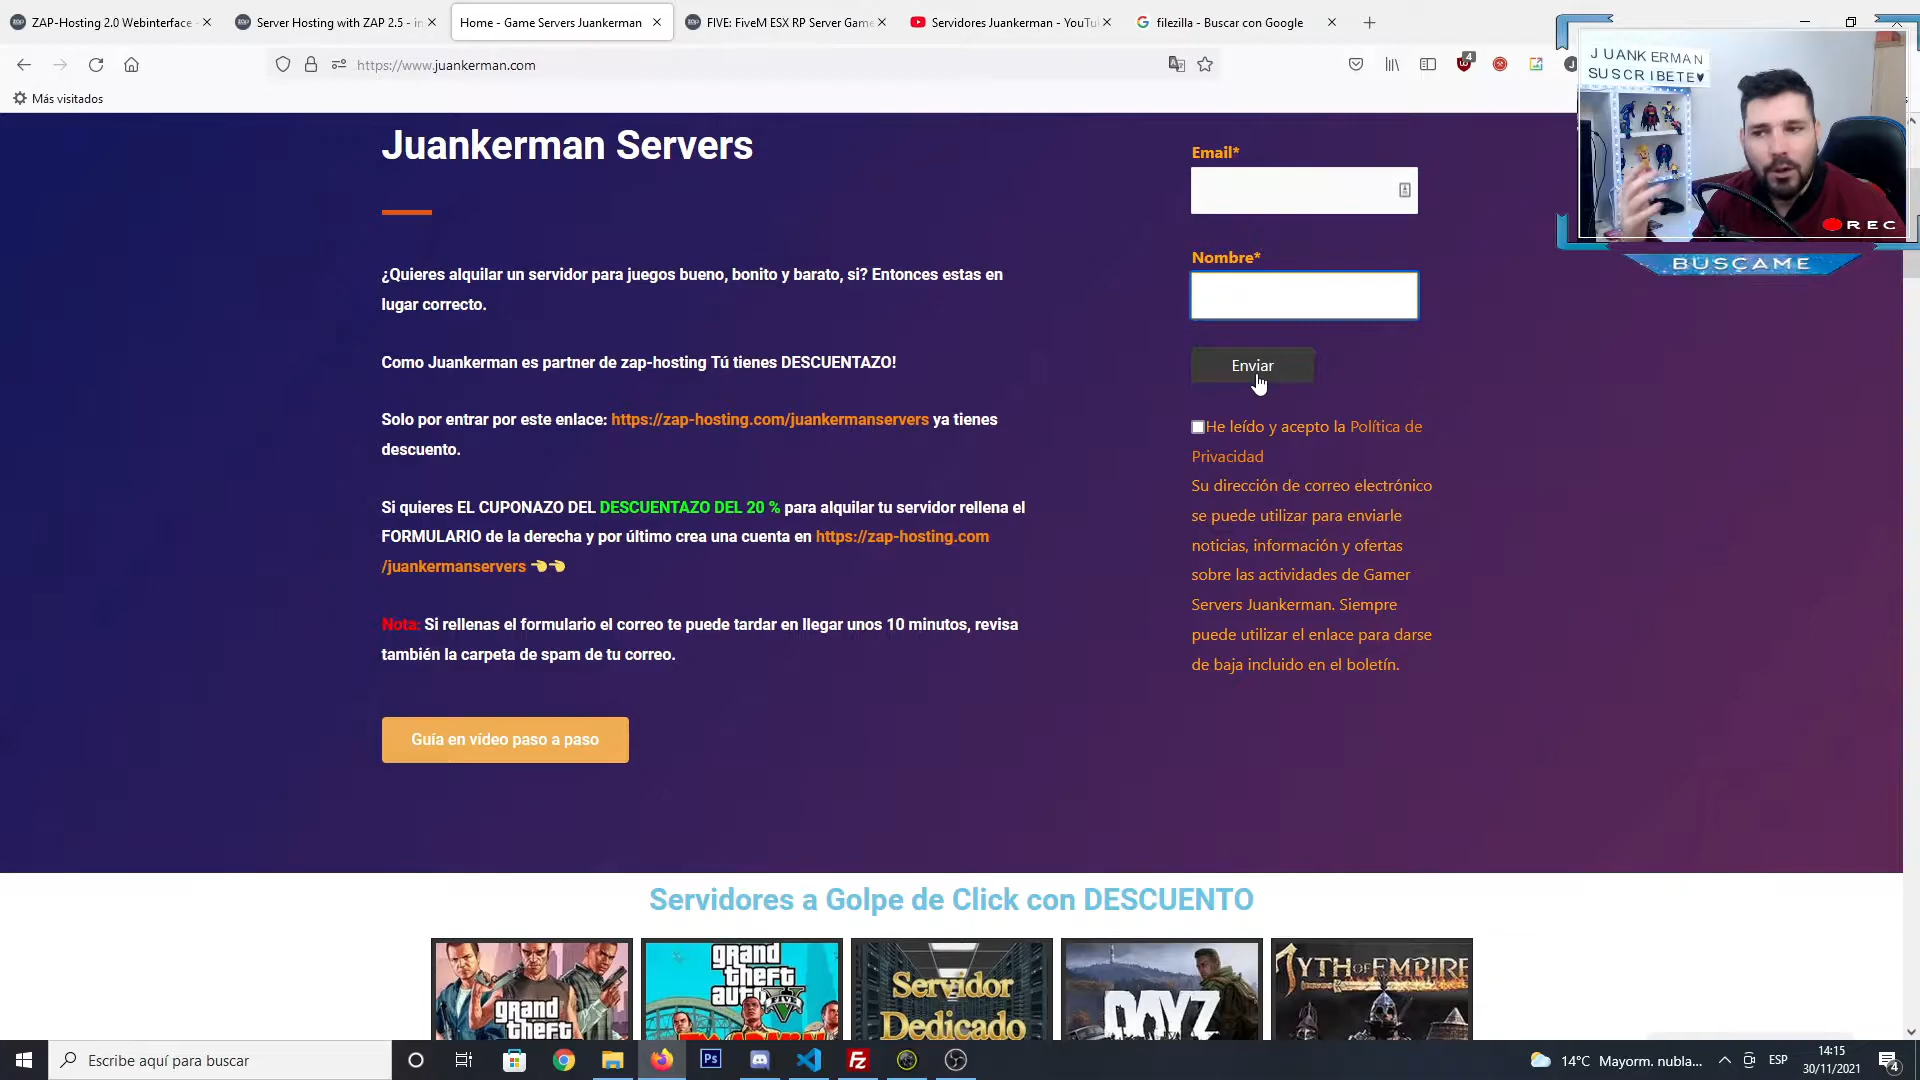 ZAP-Hosting 2.0 Webinterface
Server Hosting with ZAP 2.5 - in
Home - Game Servers Juankerman
FIVE: FiveM ESX RP Server Game
Servidores Juankerman - YouTu
filezilla - Buscar con Google
https://www.juankerman.com
4
J
Más visitados
JUANKERMAN
SUSCRIBETE♥
REC
BUSCAME
Juankerman Servers
¿Quieres alquilar un servidor para juegos bueno, bonito y barato, si? Entonces estas en
lugar correcto.
Como Juankerman es partner de zap-hosting Tú tienes DESCUENTAZO!
Solo por entrar por este enlace: https://zap-hosting.com/juankermanservers ya tienes
descuento.
Si quieres EL CUPONAZO DEL DESCUENTAZO DEL 20 % para alquilar tu servidor rellena el
FORMULARIO de la derecha y por último crea una cuenta en https://zap-hosting.com
/juankermanservers 👈👈
Nota: Si rellenas el formulario el correo te puede tardar en llegar unos 10 minutos, revisa
también la carpeta de spam de tu correo.
Guía en vídeo paso a paso
Email*
Nombre*
Enviar
He leído y acepto la Política de
Privacidad
Su dirección de correo electrónico
se puede utilizar para enviarle
noticias, información y ofertas
sobre las actividades de Gamer
Servers Juankerman. Siempre
puede utilizar el enlace para darse
de baja incluido en el boletín.
Servidores a Golpe de Click con DESCUENTO
grand
theft
grand
theft
auto
V
FIVE
Servidor
Dedicado
DAYZ
MYTH OF EMPIRE
Escribe aquí para buscar
Ps
Fz
14°C Mayorm. nubla...
ESP
14:15
30/11/2021
4